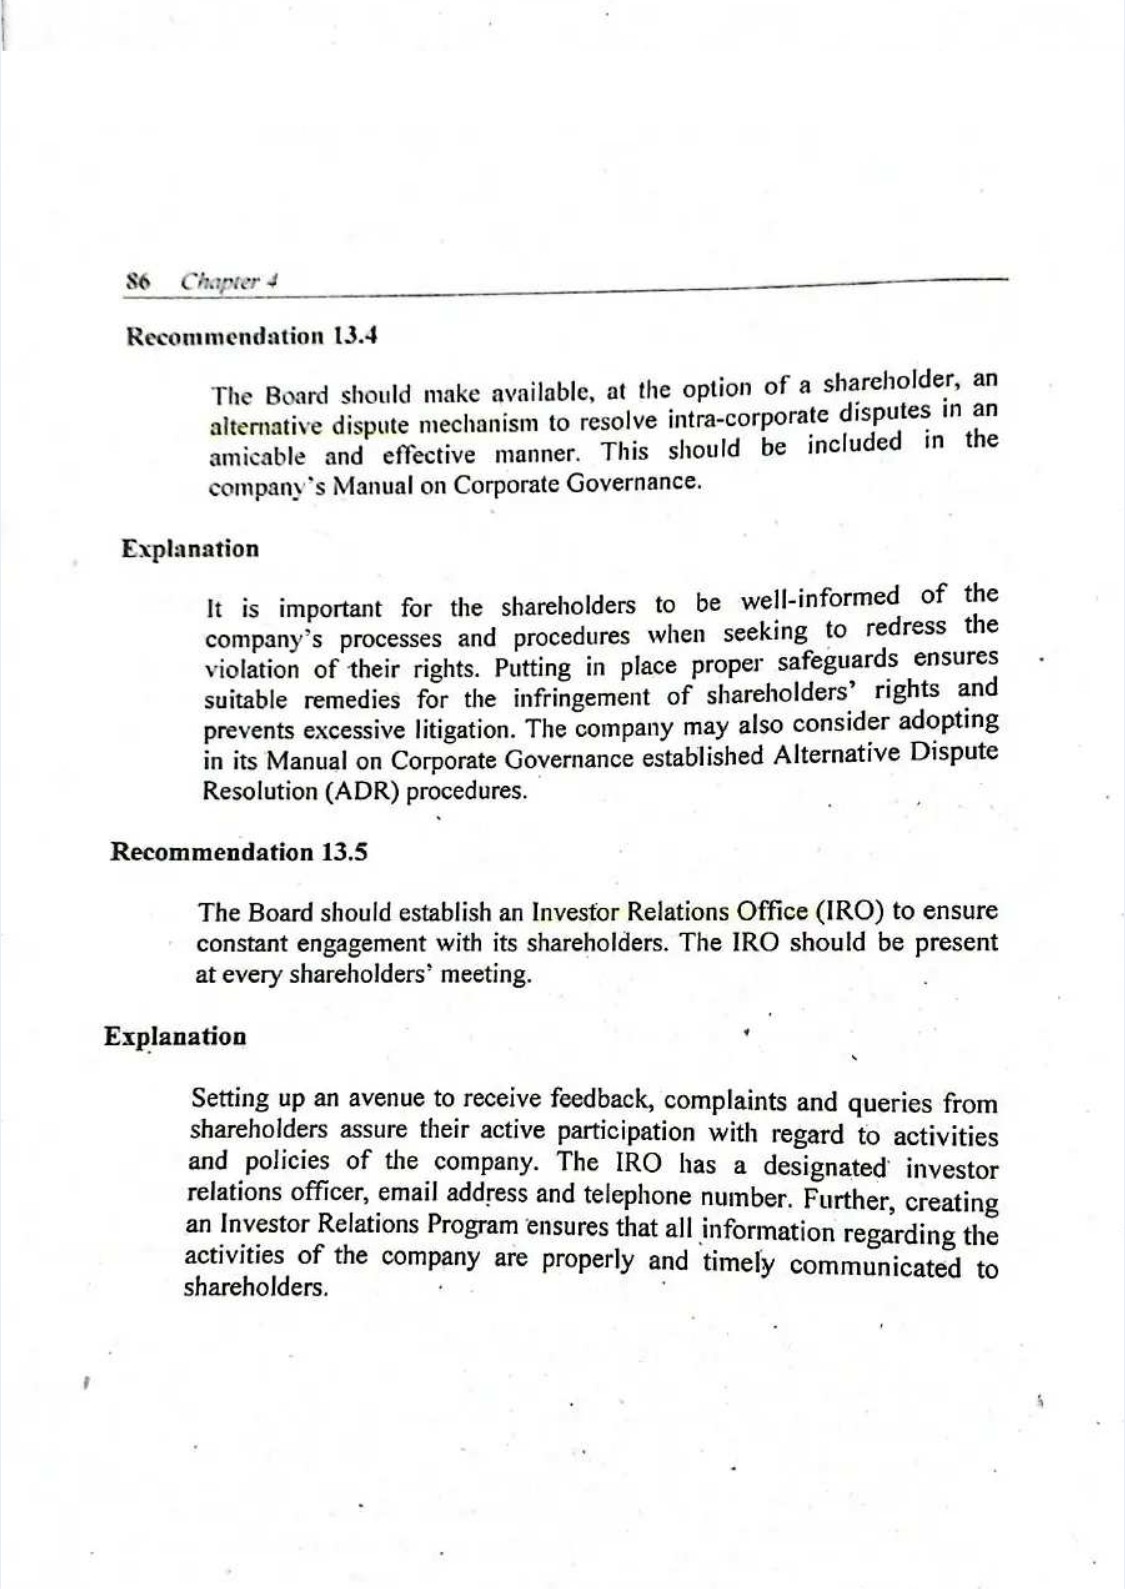 86 Chapter 4
Recommendation 13.4
The Board should make available, at the option of a shareholder, an
alternative dispute mechanism to resolve intra-corporate disputes in an
amicable and effective manner. This should be included in the
company's Manual on Corporate Governance.
Explanation
It is important for the shareholders to be well-informed of the
company's processes and procedures when seeking to redress the
violation of their rights. Putting in place proper safeguards ensures
suitable remedies for the infringement of shareholders' rights and
prevents excessive litigation. The company may also consider adopting
in its Manual on Corporate Governance established Alternative Dispute
Resolution (ADR) procedures.
Recommendation 13.5
The Board should establish an Investor Relations Office (IRO) to ensure
constant engagement with its shareholders. The IRO should be present
at every shareholders' meeting.
Explanation
Setting up an avenue to receive feedback, complaints and queries from
shareholders assure their active participation with regard to activities
and policies of the company. The IRO has a designated investor
relations officer, email address and telephone number. Further, creating
an Investor Relations Program ensures that all information regarding the
activities of the company are properly and timely communicated to
shareholders.